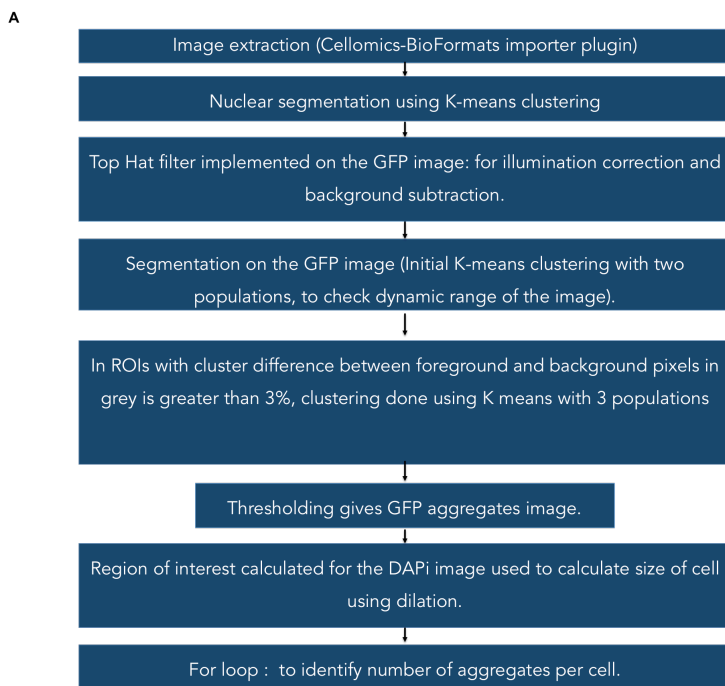 A
Image extraction (Cellomics-BioFormats importer plugin)
Nuclear segmentation using K-means clustering
Top Hat filter implemented on the GFP image: for illumination correction and
background subtraction.
Segmentation on the GFP image (Initial K-means clustering with two
populations, to check dynamic range of the image).
In ROIs with cluster difference between foreground and background pixels in
grey is greater than 3%, clustering done using K means with 3 populations
Thresholding gives GFP aggregates image.
Region of interest calculated for the DAPi image used to calculate size of cell
using dilation.
For loop :  to identify number of aggregates per cell.